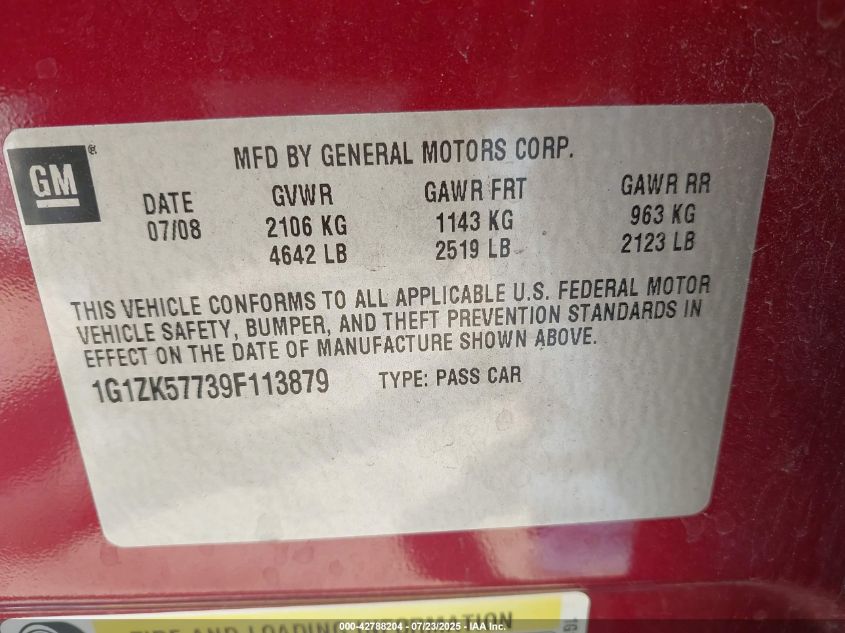 GM®
MFD BY GENERAL MOTORS CORP.
DATE GVWR GAWR FRT GAWR RR
07/08 2106 KG 1143 KG 963 KG
4642 LB 2519 LB 2123 LB
THIS VEHICLE CONFORMS TO ALL APPLICABLE U.S. FEDERAL MOTOR
VEHICLE SAFETY, BUMPER, AND THEFT PREVENTION STANDARDS IN
EFFECT ON THE DATE OF MANUFACTURE SHOWN ABOVE.
1G1ZK57739F113879 TYPE: PASS CAR
AND LOADING
000-42788204 - 07/23/2025 - IAA Inc.